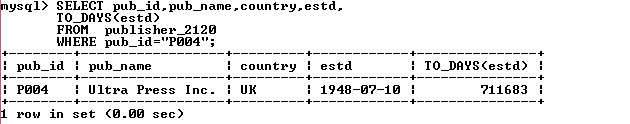 mysql> SELECT pub_id,pub_name,country,estd,
TO_DAYS(estd)
FROM  publisher_2120
WHERE pub_id="P004";
+--------+------------------+---------+------------+---------------+
| pub_id | pub_name         | country | estd       | TO_DAYS(estd) |
+--------+------------------+---------+------------+---------------+
| P004   | Ultra Press Inc. | UK      | 1948-07-10 |        711683 |
+--------+------------------+---------+------------+---------------+
1 row in set (0.00 sec)